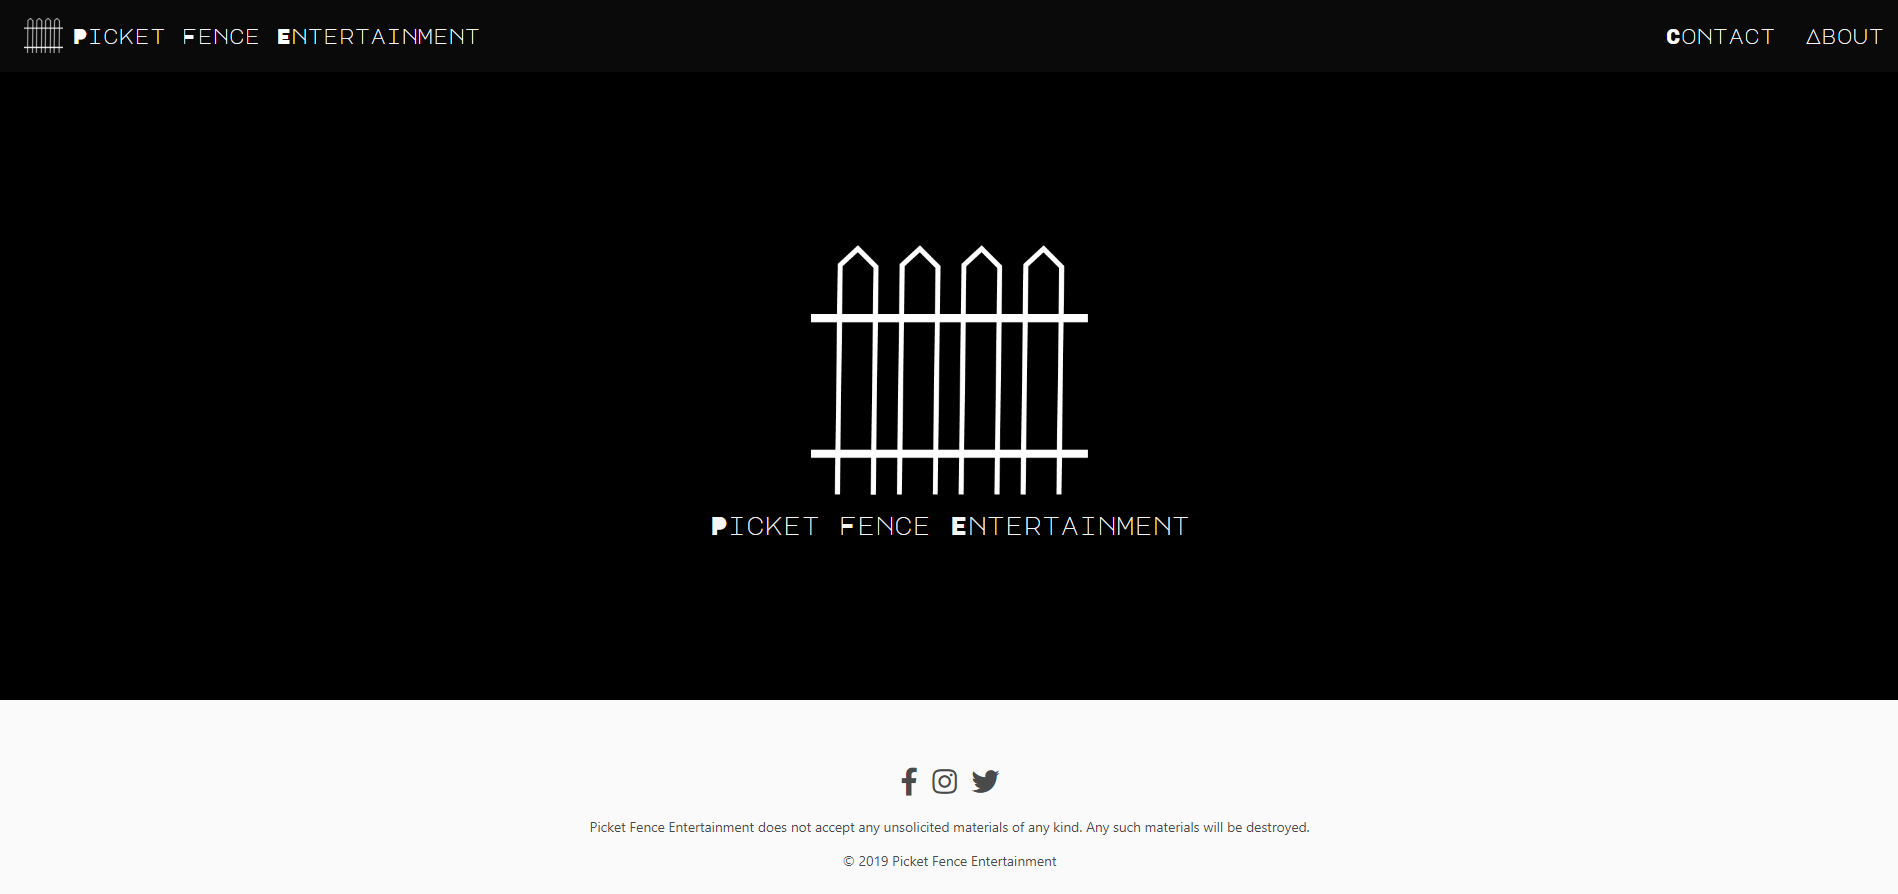 Picket Fence Entertainment
Contact About
Picket Fence Entertainment
Picket Fence Entertainment does not accept any unsolicited materials of any kind. Any such materials will be destroyed.
© 2019 Picket Fence Entertainment